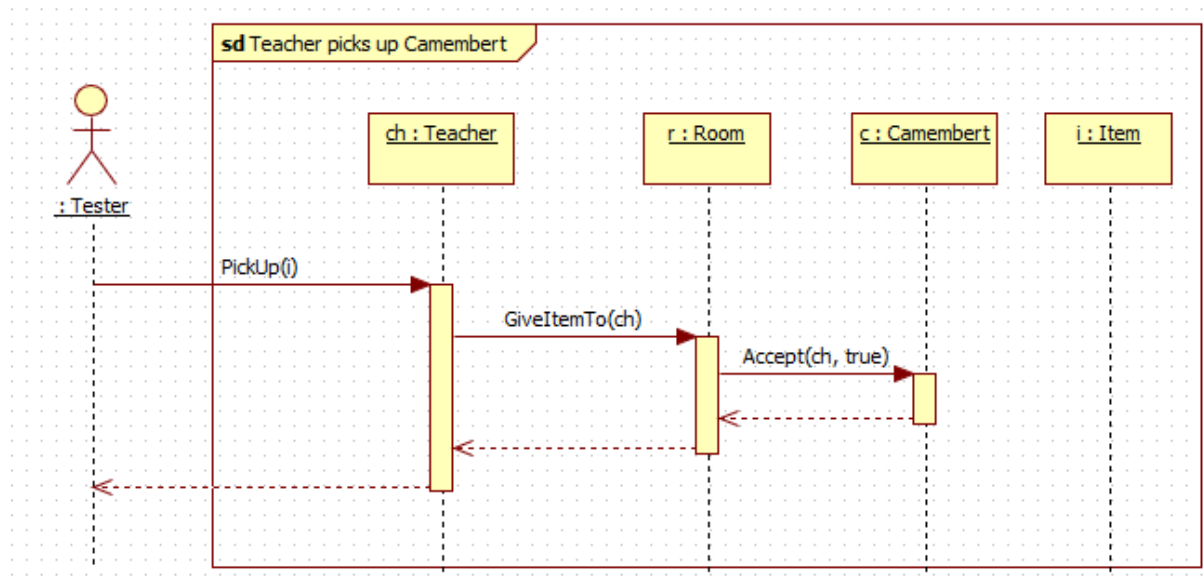 sd Teacher picks up Camembert
: Tester
ch : Teacher
r : Room
c : Camembert
i : Item
PickUp(i)
GiveItemTo(ch)
Accept(ch, true)